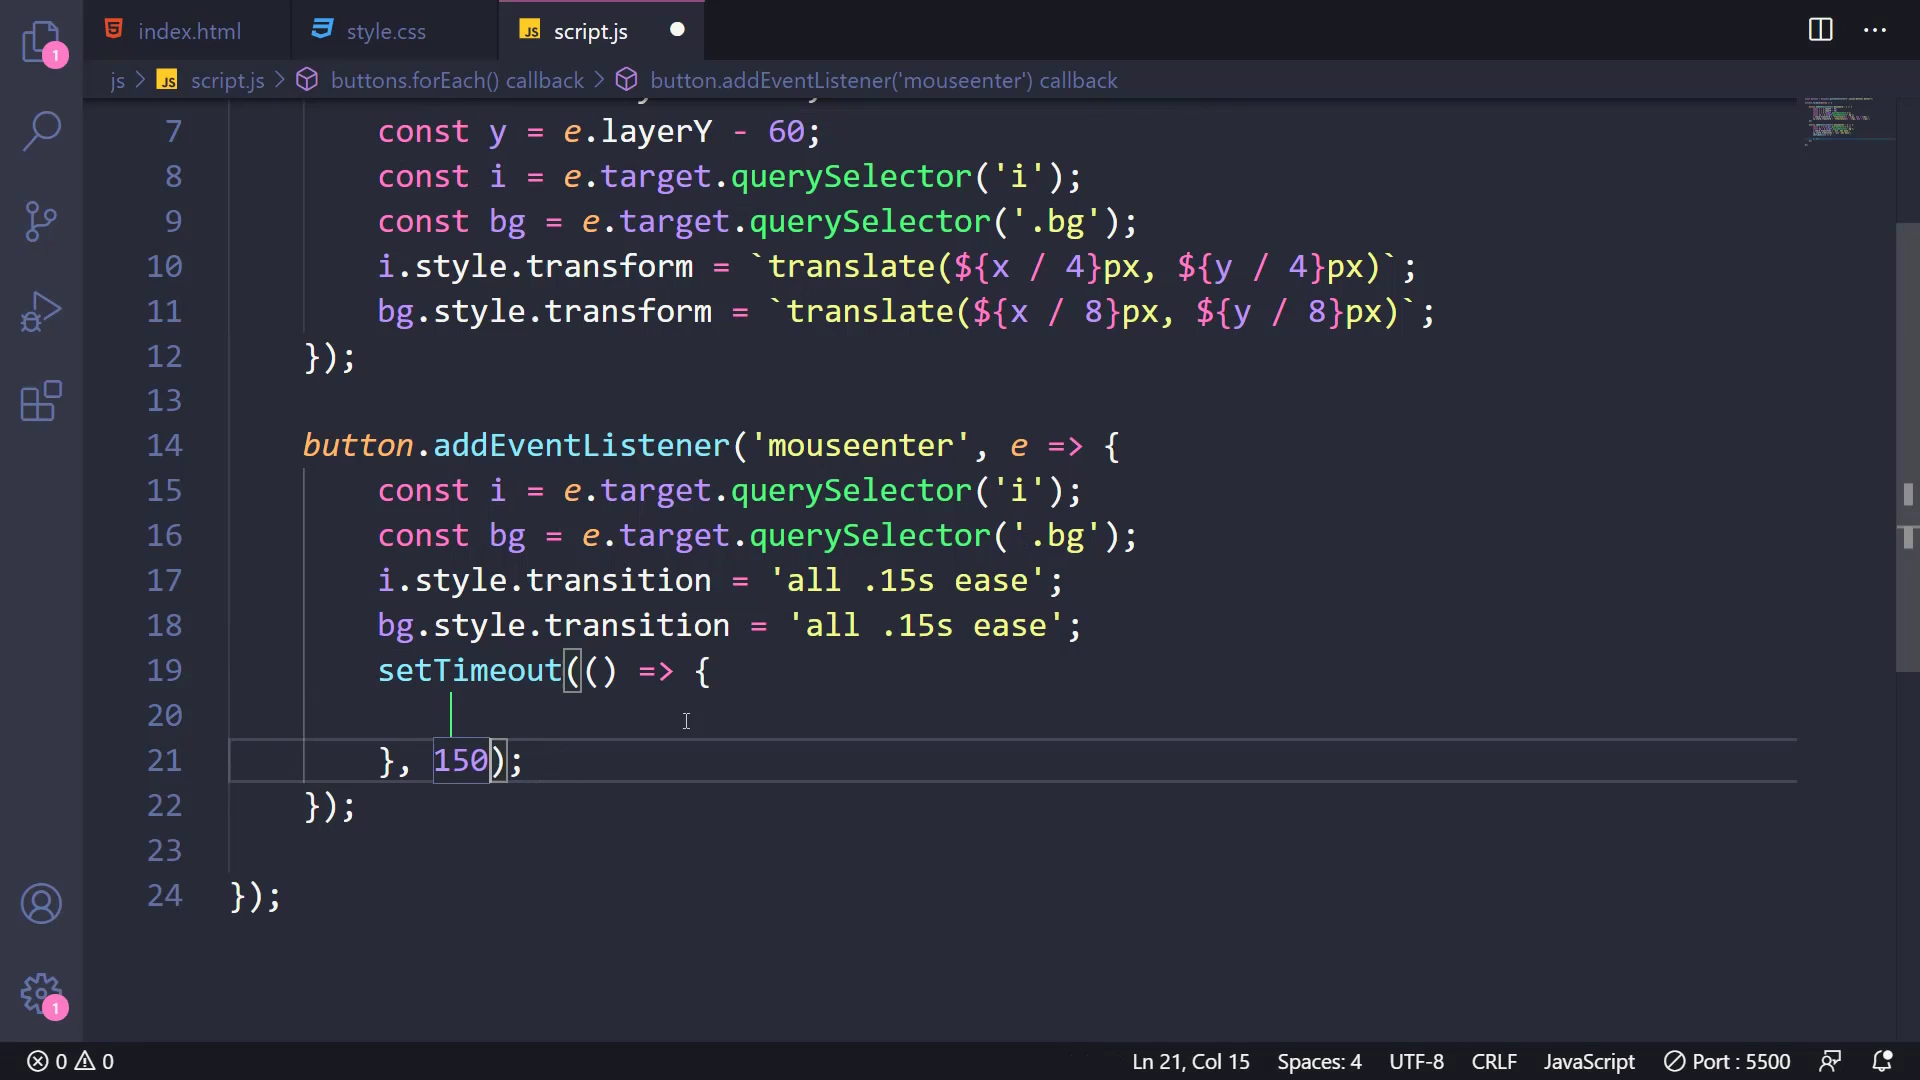 1
index.html
style.css
JS script.js
js > JS script.js > buttons.forEach() callback > button.addEventListener('mouseenter') callback
7 const y = e.layerY - 60;
8 const i = e.target.querySelector('i');
9 const bg = e.target.querySelector('.bg');
10 i.style.transform = `translate(${x / 4}px, ${y / 4}px)`;
11 bg.style.transform = `translate(${x / 8}px, ${y / 8}px)`;
12 });
13
14 button.addEventListener('mouseenter', e => {
15 const i = e.target.querySelector('i');
16 const bg = e.target.querySelector('.bg');
17 i.style.transition = 'all .15s ease';
18 bg.style.transition = 'all .15s ease';
19 setTimeout(() => {
20
21 }, 150);
22 });
23
24 });
1
0 0 Ln 21, Col 15 Spaces: 4 UTF-8 CRLF JavaScript Port : 5500